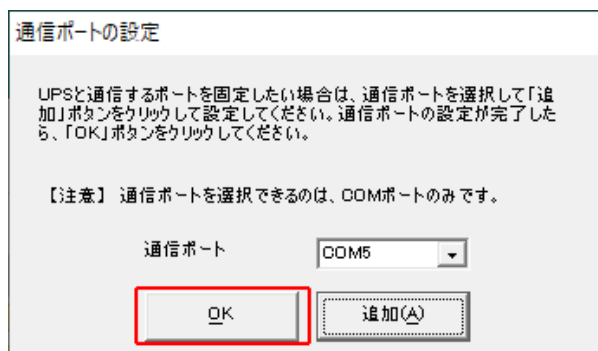 通信ポートの設定
UPSと通信するポートを固定したい場合は、通信ポートを選択して「追
加」ボタンをクリックして設定してください。通信ポートの設定が完了した
ら、「OK」ボタンをクリックしてください。
【注意】 通信ポートを選択できるのは、COMポートのみです。
通信ポート COM5
OK 追加(A)